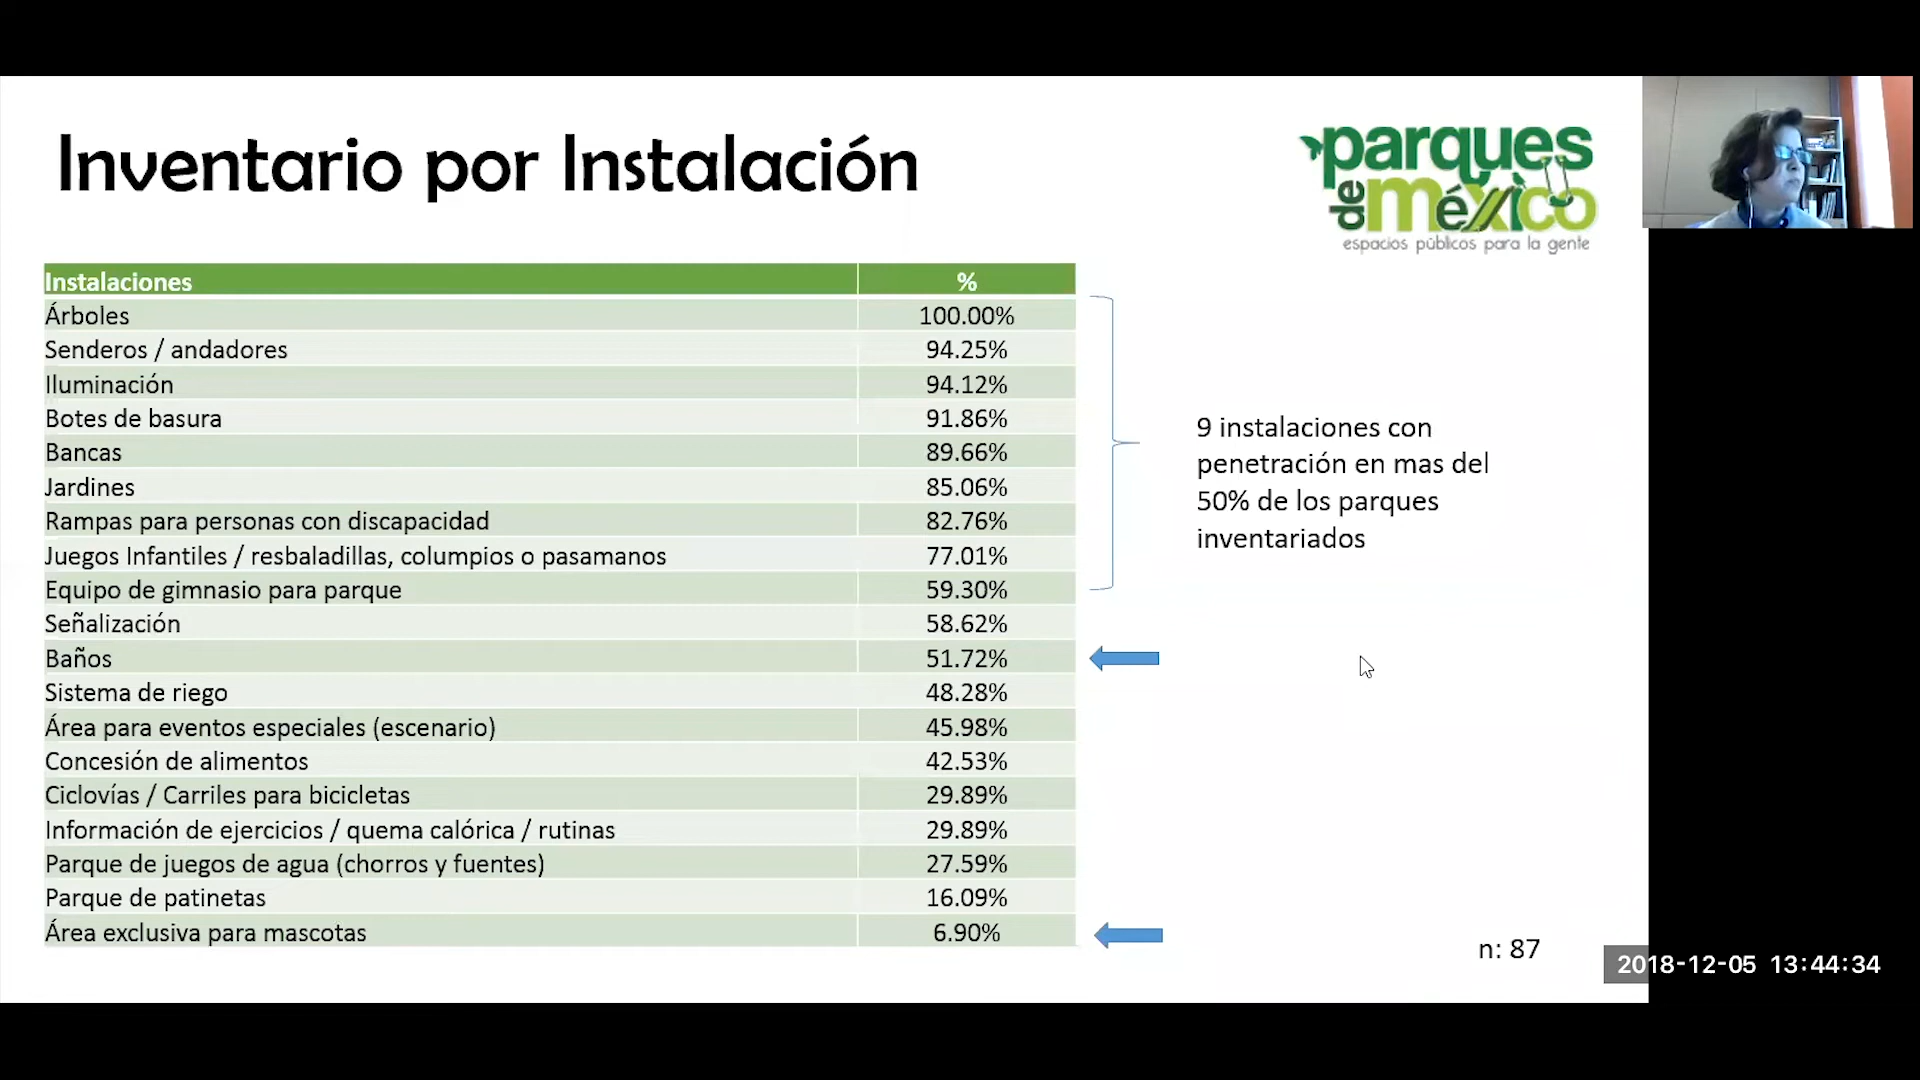 Inventario por Instalación
parques
de méxico
espacios públicos para la gente
Instalaciones %
Árboles 100.00%
Senderos / andadores 94.25%
Iluminación 94.12%
Botes de basura 91.86%
Bancas 89.66%
Jardines 85.06%
Rampas para personas con discapacidad 82.76%
Juegos Infantiles / resbaladillas, columpios o pasamanos 77.01%
Equipo de gimnasio para parque 59.30%
Señalización 58.62%
Baños 51.72%
Sistema de riego 48.28%
Área para eventos especiales (escenario) 45.98%
Concesión de alimentos 42.53%
Ciclovías / Carriles para bicicletas 29.89%
Información de ejercicios / quema calórica / rutinas 29.89%
Parque de juegos de agua (chorros y fuentes) 27.59%
Parque de patinetas 16.09%
Área exclusiva para mascotas 6.90%
9 instalaciones con
penetración en mas del
50% de los parques
inventariados
n: 87
2018-12-05 13:44:34